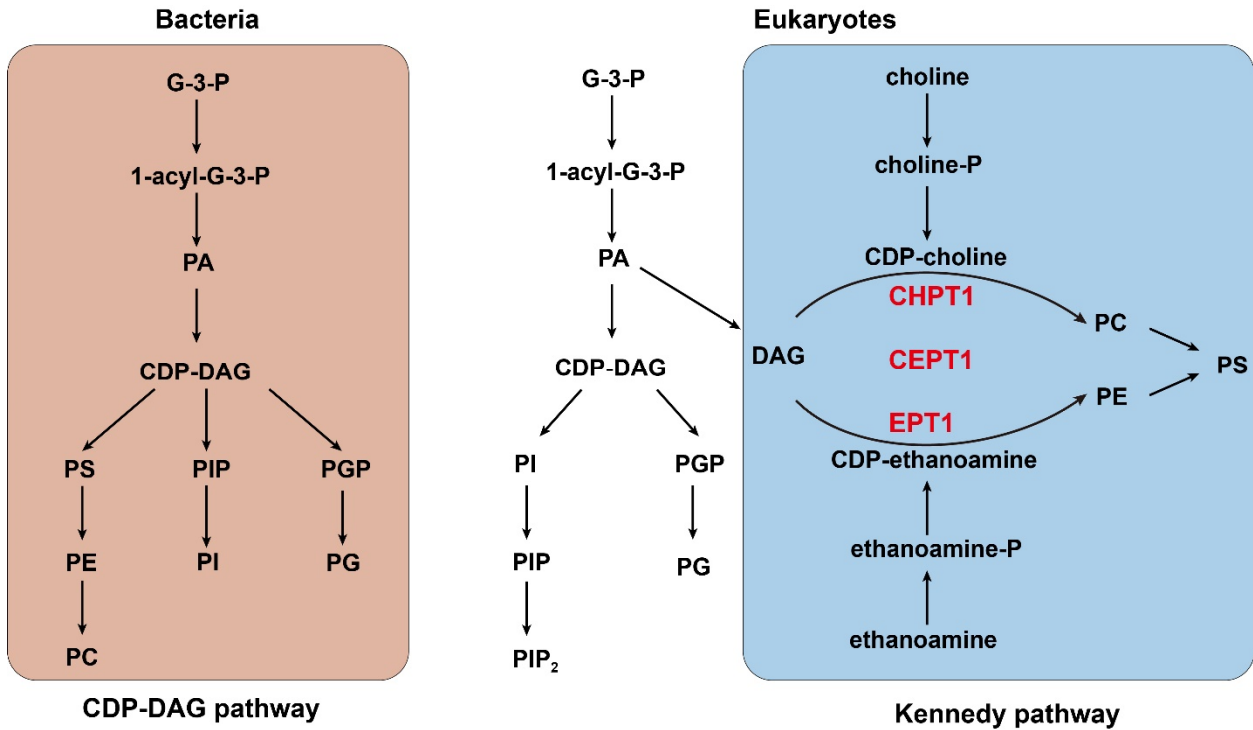 Bacteria
G-3-P
1-acyl-G-3-P
PA
CDP-DAG
PS
PIP
PGP
PE
PI
PG
PC
CDP-DAG pathway
Eukaryotes
G-3-P
1-acyl-G-3-P
PA
CDP-DAG
PI
PGP
PIP
PG
PIP₂
choline
choline-P
CDP-choline
CHPT1
PC
DAG
CEPT1
PS
PE
EPT1
CDP-ethanoamine
ethanoamine-P
ethanoamine
Kennedy pathway